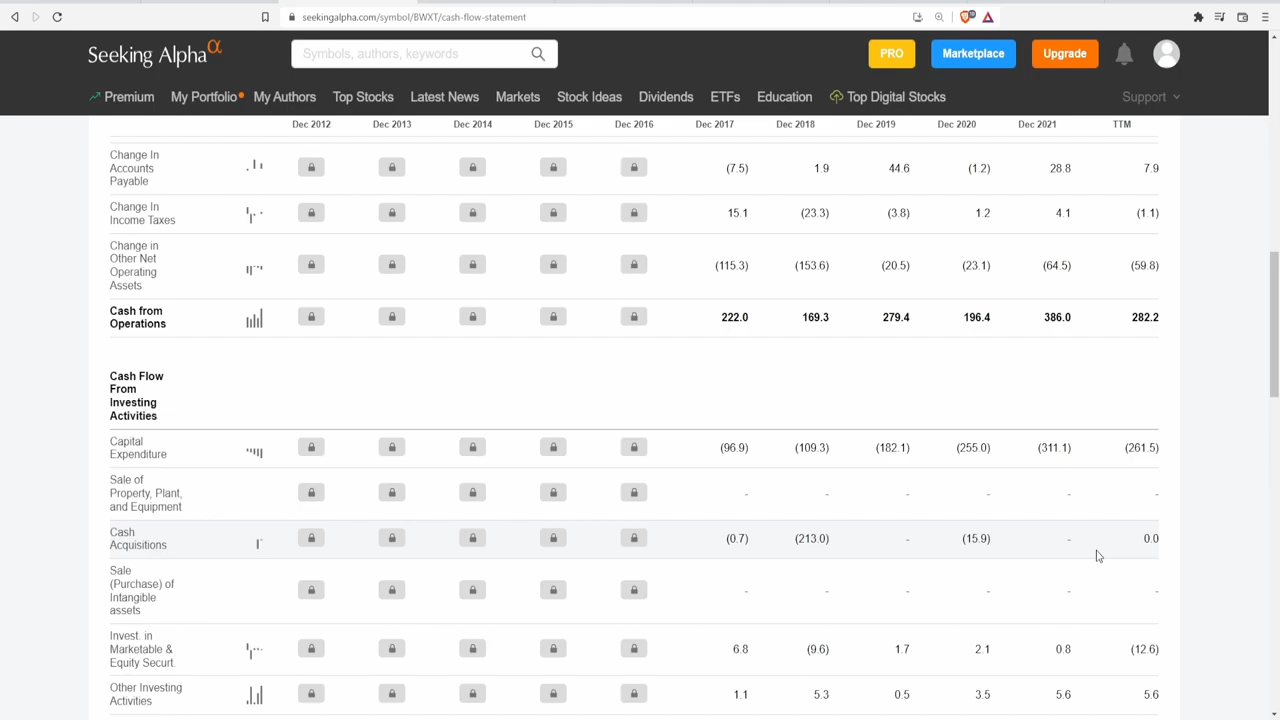 seekingalpha.com/symbol/BWXT/cash-flow-statement
Seeking Alpha α
Symbols, authors, keywords
PRO
Marketplace
Upgrade
Premium My Portfolio My Authors Top Stocks Latest News Markets Stock Ideas Dividends ETFs Education Top Digital Stocks Support
Dec 2012 Dec 2013 Dec 2014 Dec 2015 Dec 2016 Dec 2017 Dec 2018 Dec 2019 Dec 2020 Dec 2021 TTM
Change In
Accounts
Payable
(7.5) 1.9 44.6 (1.2) 28.8 7.9
Change In
Income Taxes
15.1 (23.3) (3.8) 1.2 4.1 (1.1)
Change in
Other Net
Operating
Assets
(115.3) (153.6) (20.5) (23.1) (64.5) (59.8)
Cash from
Operations
222.0 169.3 279.4 196.4 386.0 282.2
Cash Flow
From
Investing
Activities
Capital
Expenditure
(96.9) (109.3) (182.1) (255.0) (311.1) (261.5)
Sale of
Property, Plant,
and Equipment
- - - - - -
Cash
Acquisitions
(0.7) (213.0) - (15.9) - 0.0
Sale
(Purchase) of
Intangible
assets
- - - - - -
Invest. in
Marketable &
Equity Securt.
6.8 (9.6) 1.7 2.1 0.8 (12.6)
Other Investing
Activities
1.1 5.3 0.5 3.5 5.6 5.6